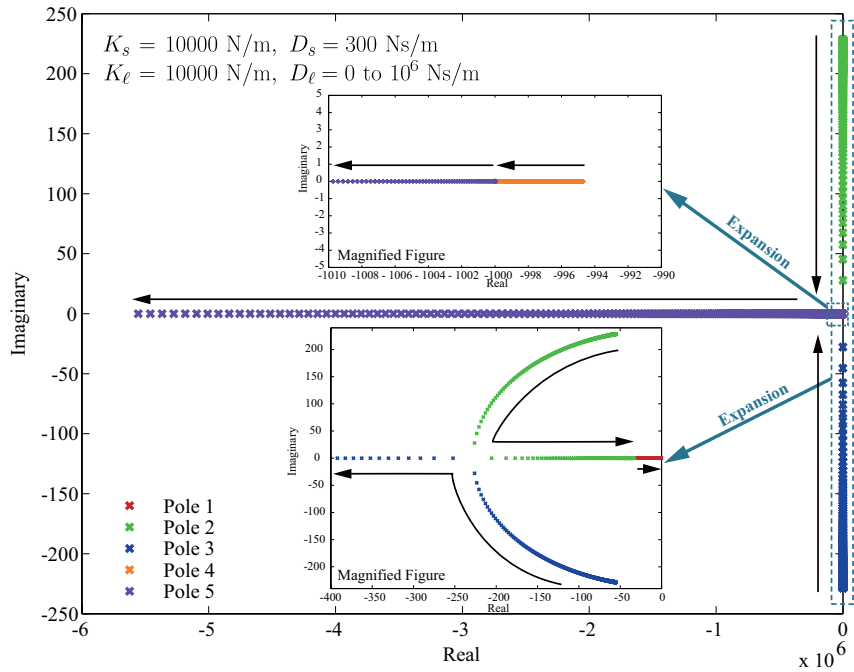 K_s = 10000 N/m, D_s = 300 Ns/m
K_ℓ = 10000 N/m, D_ℓ = 0 to 10^6 Ns/m
Imaginary
250
200
150
100
50
0
-50
-100
-150
-200
-250
-6
-5
-4
-3
-2
-1
0
x 10^6
Real
Imaginary
5
4
3
2
1
0
-1
-2
-3
-4
-5
Magnified Figure
-1010 -1008 -1006 -1004 -1002 -1000 -998 -996 -994 -992 -990
Real
Expansion
Expansion
Imaginary
200
150
100
50
0
-50
-100
-150
-200
Magnified Figure
-400 -350 -300 -250 -200 -150 -100 -50 0
Real
Pole 1
Pole 2
Pole 3
Pole 4
Pole 5